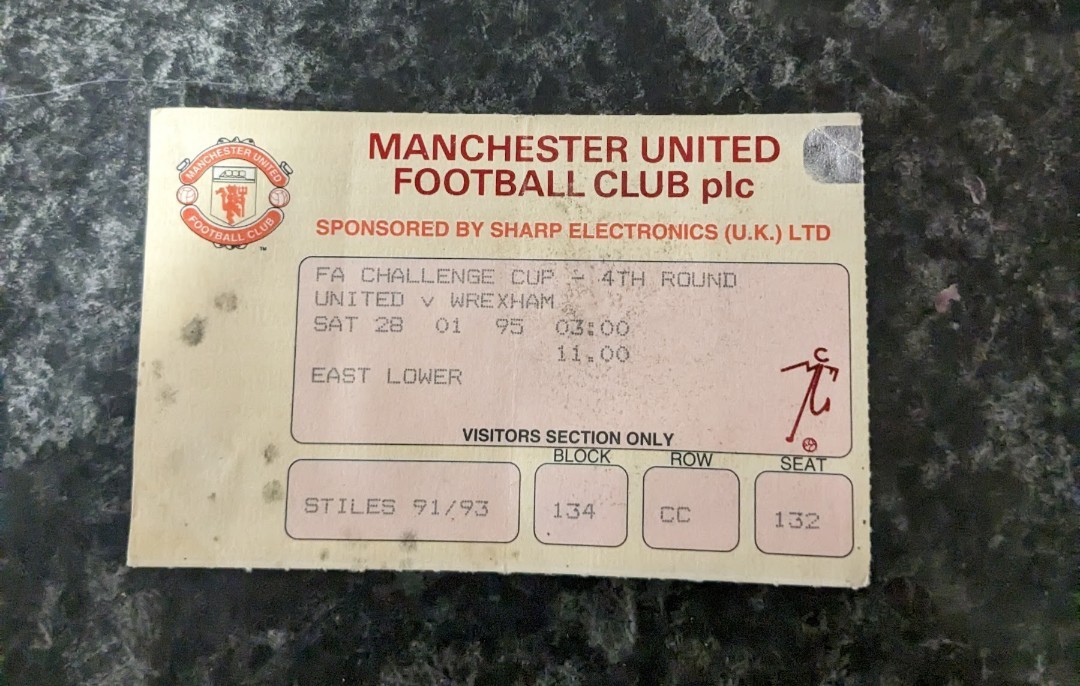 MANCHESTER UNITED
FOOTBALL CLUB
MANCHESTER UNITED
FOOTBALL CLUB plc
SPONSORED BY SHARP ELECTRONICS (U.K.) LTD
FA CHALLENGE CUP - 4TH ROUND
UNITED v WREXHAM
SAT 28 01 95 03:00
11.00
EAST LOWER
VISITORS SECTION ONLY
BLOCK ROW SEAT
STILES 91/93 134 CC 132
TM